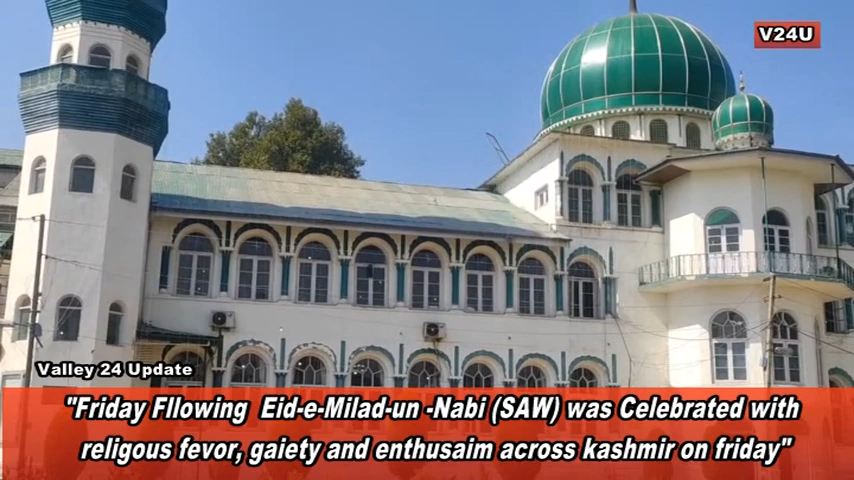 V24U
Valley 24 Update
"Friday Fllowing Eid-e-Milad-un -Nabi (SAW) was Celebrated with
religous fevor, gaiety and enthusaim across kashmir on friday"